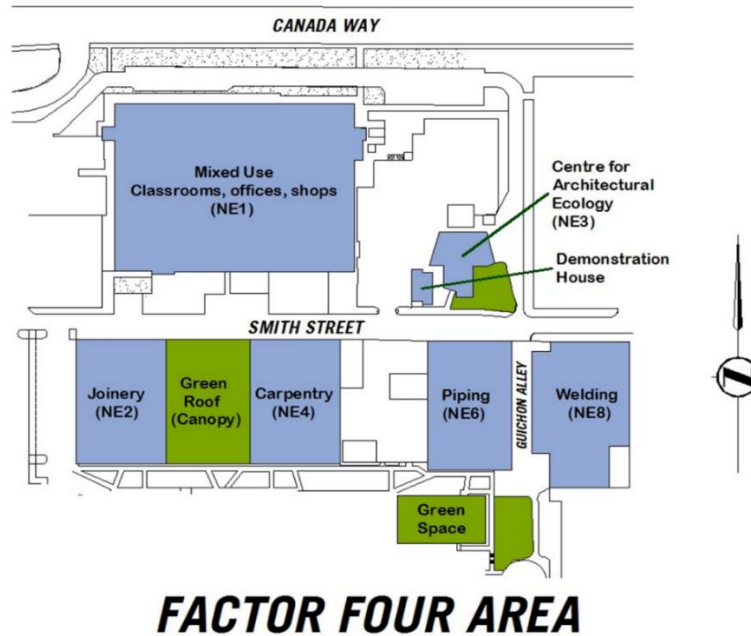 CANADA WAY
Mixed Use
Classrooms, offices, shops
(NE1)
Centre for
Architectural
Ecology
(NE3)
Demonstration
House
SMITH STREET
Joinery
(NE2)
Green
Roof
(Canopy)
Carpentry
(NE4)
Piping
(NE6)
GUICHON ALLEY
Welding
(NE8)
Green
Space
FACTOR FOUR AREA